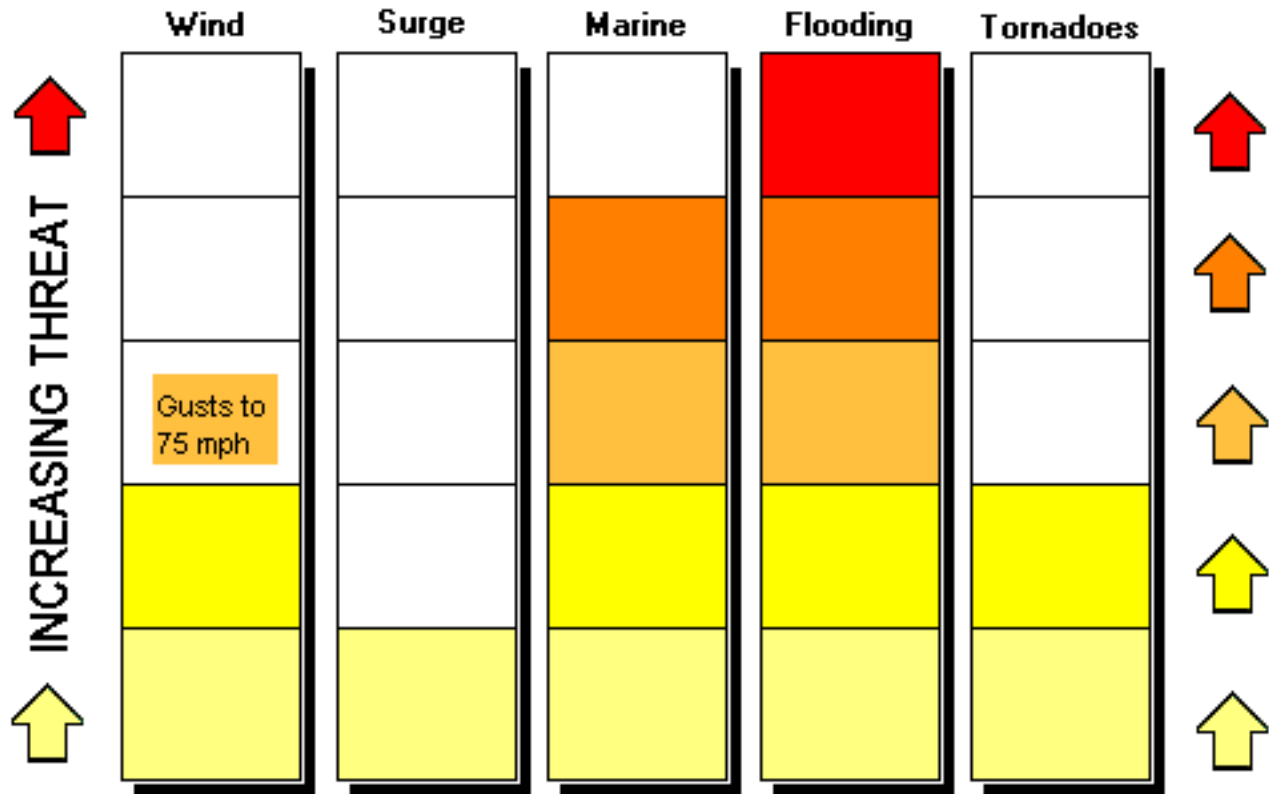 Wind
Surge
Marine
Flooding
Tornadoes
INCREASING THREAT
Gusts to
75 mph